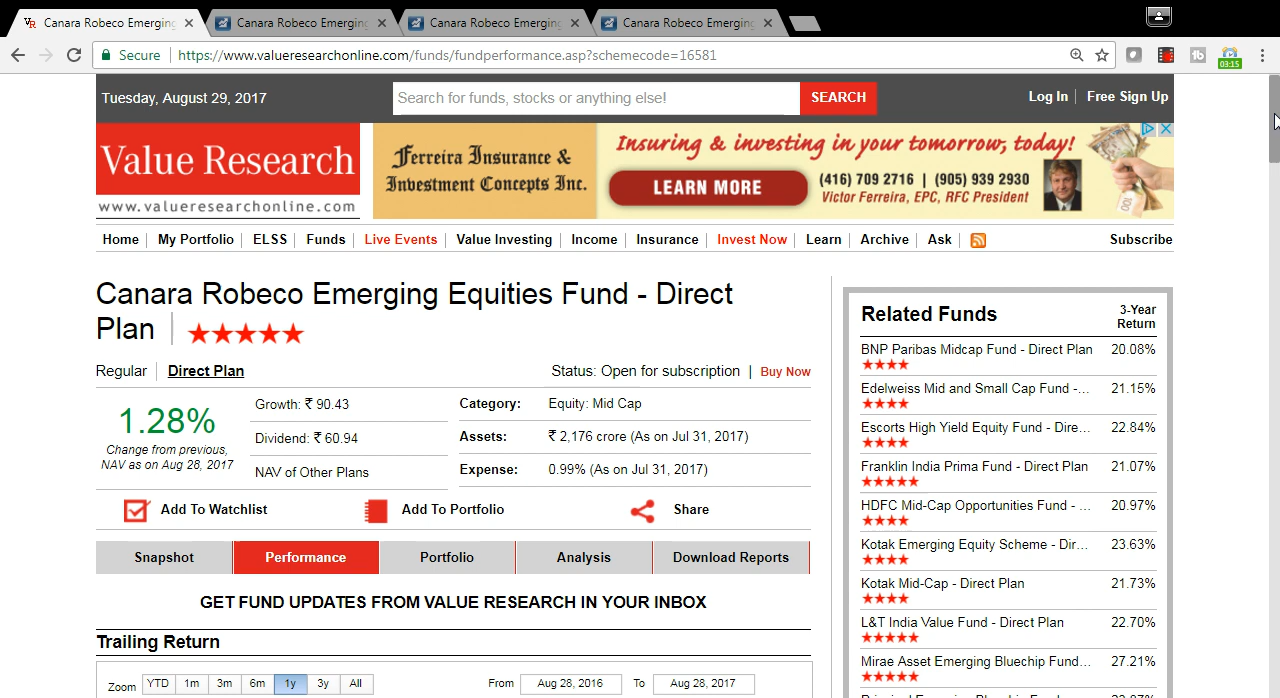 Canara Robeco Emerging
Canara Robeco Emerging
Canara Robeco Emerging
Canara Robeco Emerging
Secure
https://www.valueresearchonline.com/funds/fundperformance.asp?schemecode=16581
03:15
Tuesday, August 29, 2017
Search for funds, stocks or anything else!
SEARCH
Log In
Free Sign Up
Value Research
www.valueresearchonline.com
Ferreira Insurance &
Investment Concepts Inc.
Insuring & investing in your tomorrow, today!
LEARN MORE
(416) 709 2716 | (905) 939 2930
Victor Ferreira, EPC, RFC President
Home
My Portfolio
ELSS
Funds
Live Events
Value Investing
Income
Insurance
Invest Now
Learn
Archive
Ask
Subscribe
Canara Robeco Emerging Equities Fund - Direct
Plan
Regular
Direct Plan
Status: Open for subscription | Buy Now
1.28%
Change from previous,
NAV as on Aug 28, 2017
Growth: ₹ 90.43
Dividend: ₹ 60.94
NAV of Other Plans
Category: Equity: Mid Cap
Assets: ₹ 2,176 crore (As on Jul 31, 2017)
Expense: 0.99% (As on Jul 31, 2017)
Add To Watchlist
Add To Portfolio
Share
Snapshot
Performance
Portfolio
Analysis
Download Reports
GET FUND UPDATES FROM VALUE RESEARCH IN YOUR INBOX
Trailing Return
Zoom YTD 1m 3m 6m 1y 3y All
From Aug 28, 2016 To Aug 28, 2017
Related Funds
3-Year
Return
BNP Paribas Midcap Fund - Direct Plan 20.08%
Edelweiss Mid and Small Cap Fund -... 21.15%
Escorts High Yield Equity Fund - Dire... 22.84%
Franklin India Prima Fund - Direct Plan 21.07%
HDFC Mid-Cap Opportunities Fund - ... 20.97%
Kotak Emerging Equity Scheme - Dir... 23.63%
Kotak Mid-Cap - Direct Plan 21.73%
L&T India Value Fund - Direct Plan 22.70%
Mirae Asset Emerging Bluechip Fund... 27.21%